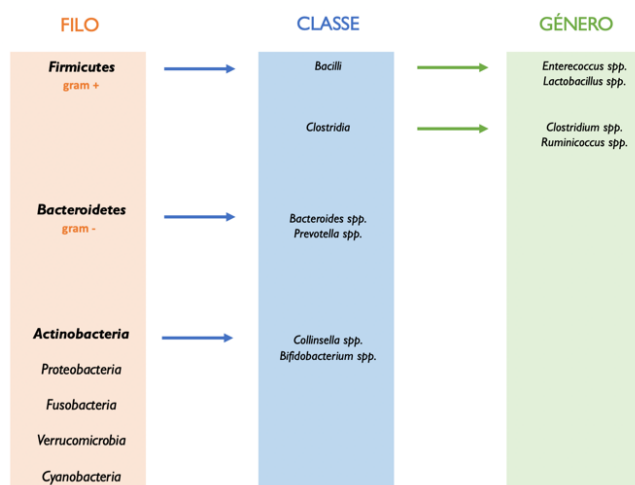 FILO
CLASSE
GÉNERO
Firmicutes
gram +
Bacilli
Enterecoccus spp.
Lactobacillus spp.
Clostridia
Clostridium spp.
Ruminicoccus spp.
Bacteroidetes
gram -
Bacteroides spp.
Prevotella spp.
Actinobacteria
Collinsella spp.
Bifidobacterium spp.
Proteobacteria
Fusobacteria
Verrucomicrobia
Cyanobacteria